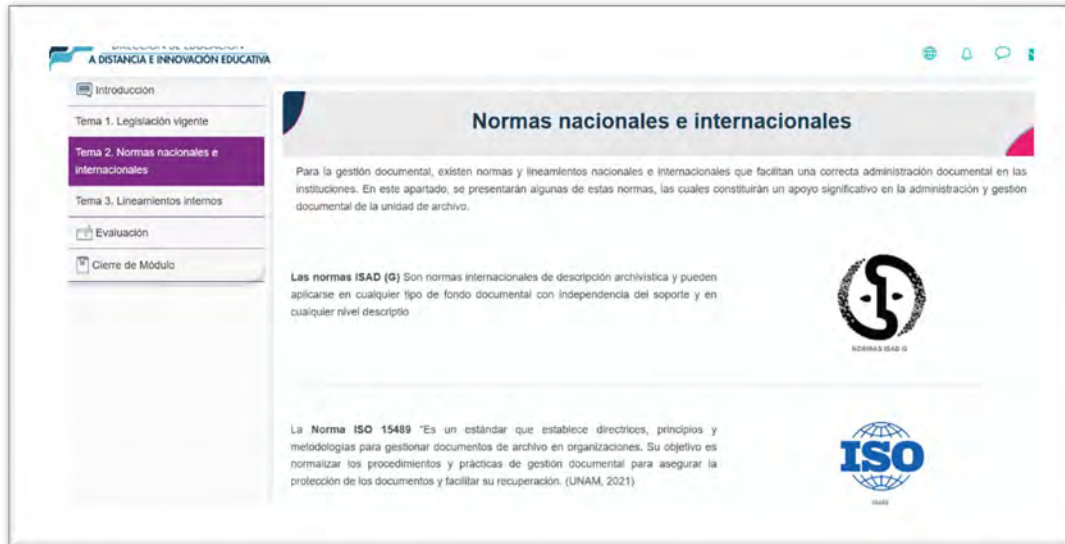 DIRECCIÓN DE EDUCACIÓN
A DISTANCIA E INNOVACIÓN EDUCATIVA
Introducción
Tema 1. Legislación vigente
Tema 2. Normas nacionales e
internacionales
Tema 3. Lineamientos internos
Evaluación
Cierre de Módulo
Normas nacionales e internacionales
Para la gestión documental, existen normas y lineamientos nacionales e internacionales que facilitan una correcta administración documental en las
instituciones. En este apartado, se presentarán algunas de estas normas, las cuales constituirán un apoyo significativo en la administración y gestión
documental de la unidad de archivo.
Las normas ISAD (G) Son normas internacionales de descripción archivística y pueden
aplicarse en cualquier tipo de fondo documental con independencia del soporte y en
cualquier nivel descriptio
NORMAS ISAD G
La Norma ISO 15489 "Es un estándar que establece directrices, principios y
metodologías para gestionar documentos de archivo en organizaciones. Su objetivo es
normalizar los procedimientos y prácticas de gestión documental para asegurar la
protección de los documentos y facilitar su recuperación. (UNAM, 2021)
ISO